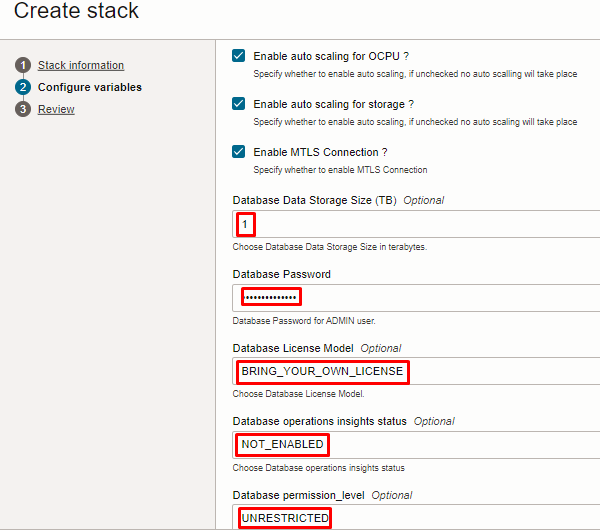 Create stack
1 Stack information
2 Configure variables
3 Review
Enable auto scaling for OCPU ?
Specify whether to enable auto scaling, if unchecked no auto scalling wil take place
Enable auto scaling for storage ?
Specify whether to enable auto scaling, if unchecked no auto scaling will take place
Enable MTLS Connection ?
Specify whether to enable MTLS Connection
Database Data Storage Size (TB) Optional
1
Choose Database Data Storage Size in terabytes.
Database Password
••••••••••••••
Database Password for ADMIN user.
Database License Model Optional
BRING_YOUR_OWN_LICENSE
Choose Database License Model.
Database operations insights status Optional
NOT_ENABLED
Choose Database operations insights status
Database permission_level Optional
UNRESTRICTED